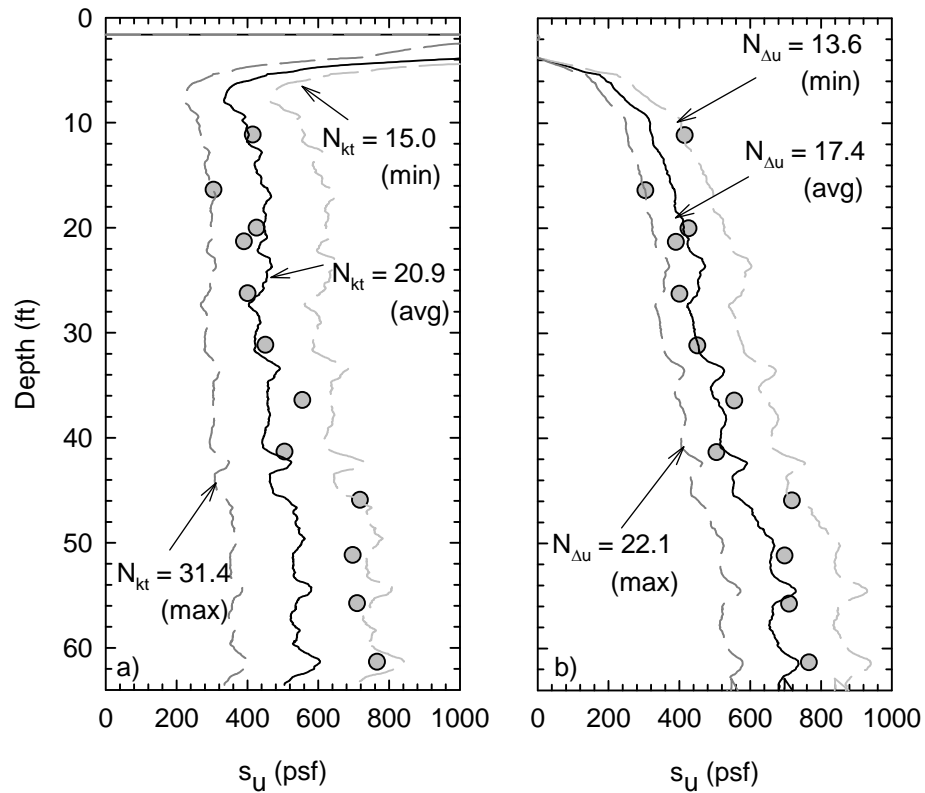 0
10
20
30
40
50
60
Depth (ft)
N_kt = 15.0
(min)
N_kt = 20.9
(avg)
N_kt = 31.4
(max)
a)
0 200 400 600 800 1000
s_u (psf)
N_Δu = 13.6
(min)
N_Δu = 17.4
(avg)
N_Δu = 22.1
(max)
b)
0 200 400 600 800 1000
s_u (psf)